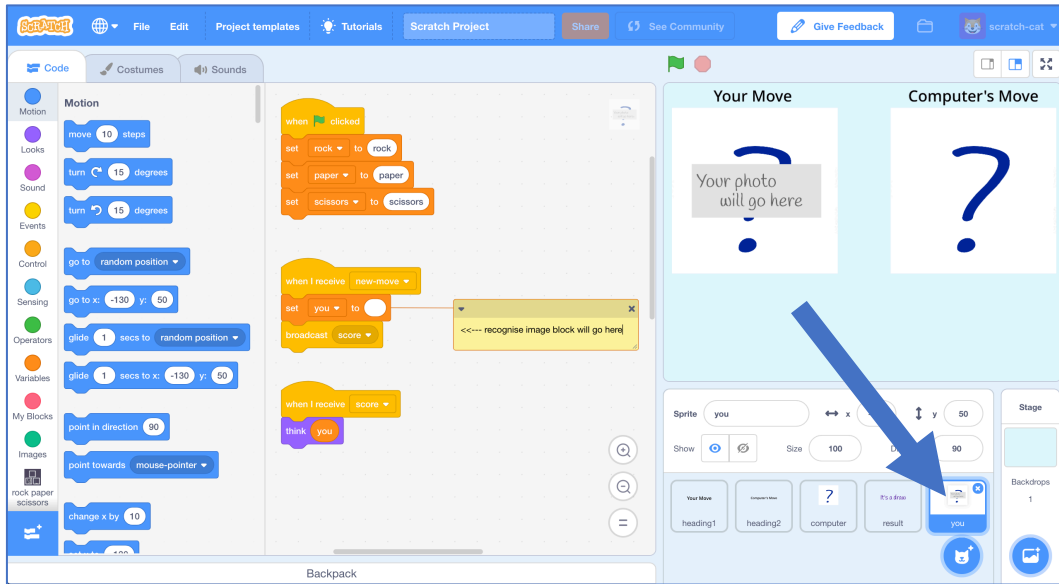 SCRATCH File Edit Project templates Tutorials Scratch Project Share See Community Give Feedback scratch-cat
Code Costumes Sounds
Motion
Looks
Sound
Events
Control
Sensing
Operators
Variables
My Blocks
Images
rock paper
scissors
Motion
move 10 steps
turn 15 degrees
turn 15 degrees
go to random position
go to x: -130 y: 50
glide 1 secs to random position
glide 1 secs to x: -130 y: 50
point in direction 90
point towards mouse-pointer
change x by 10
when clicked
set rock to rock
set paper to paper
set scissors to scissors
when I receive new-move
set you to
broadcast score
<<--- recognise image block will go here
when I receive score
think you
Backpack
Your Move Computer's Move
? ?
Your photo
will go here
Sprite you x y 50
Show Size 100 90
Your Move
heading1
Computer's Move
heading2
?
computer
It's a draw
result
you
Stage
Backdrops
1